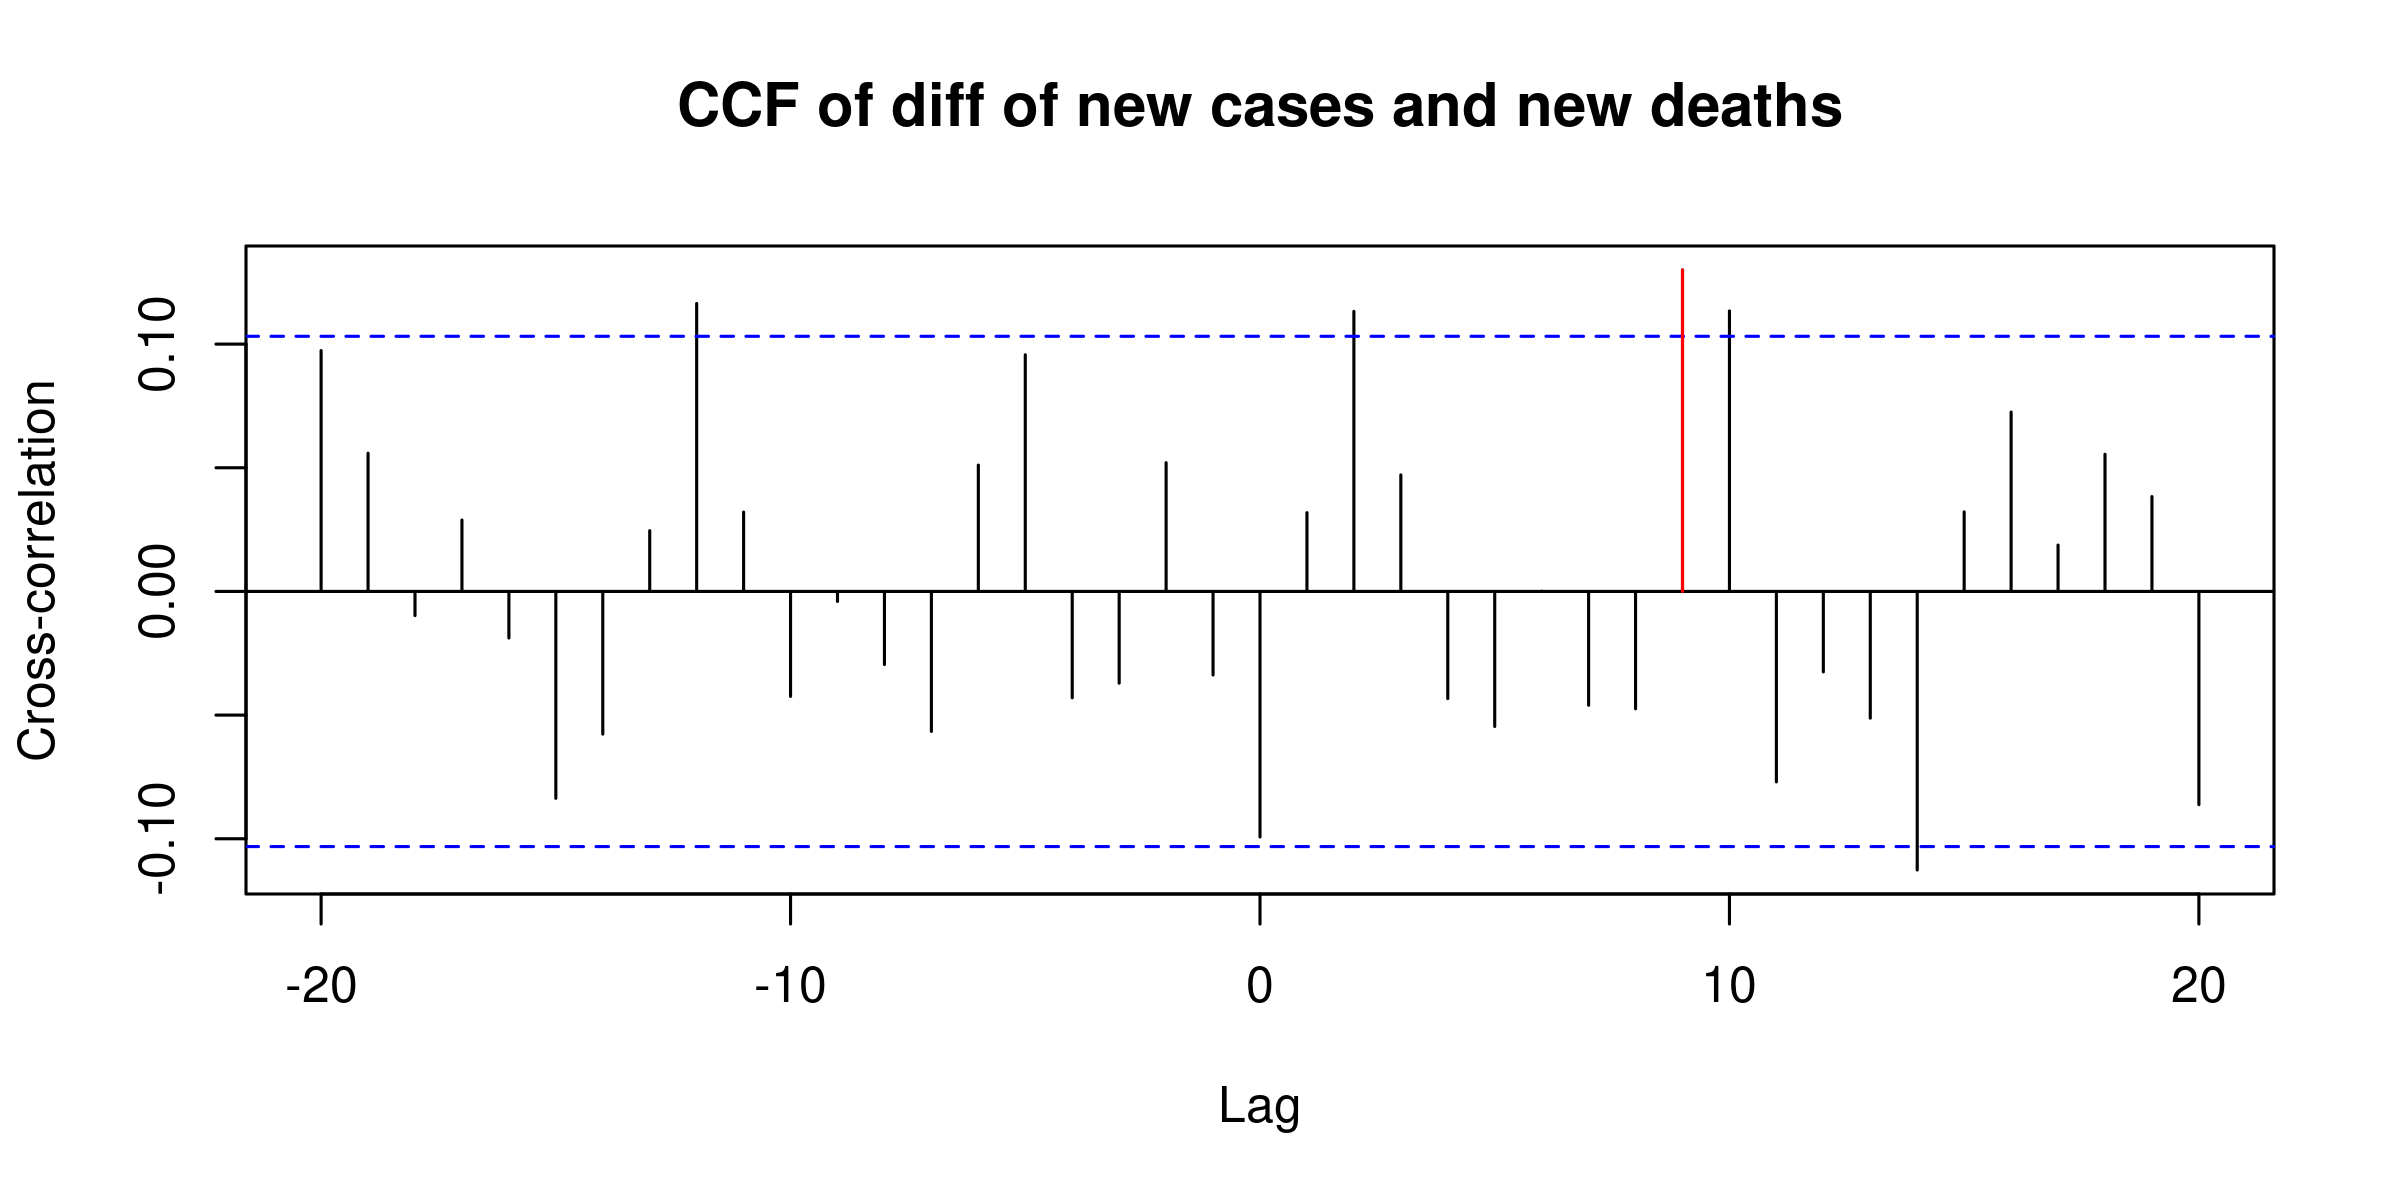 CCF of diff of new cases and new deaths
Cross-correlation
0.10
0.00
-0.10
-20 -10 0 10 20
Lag